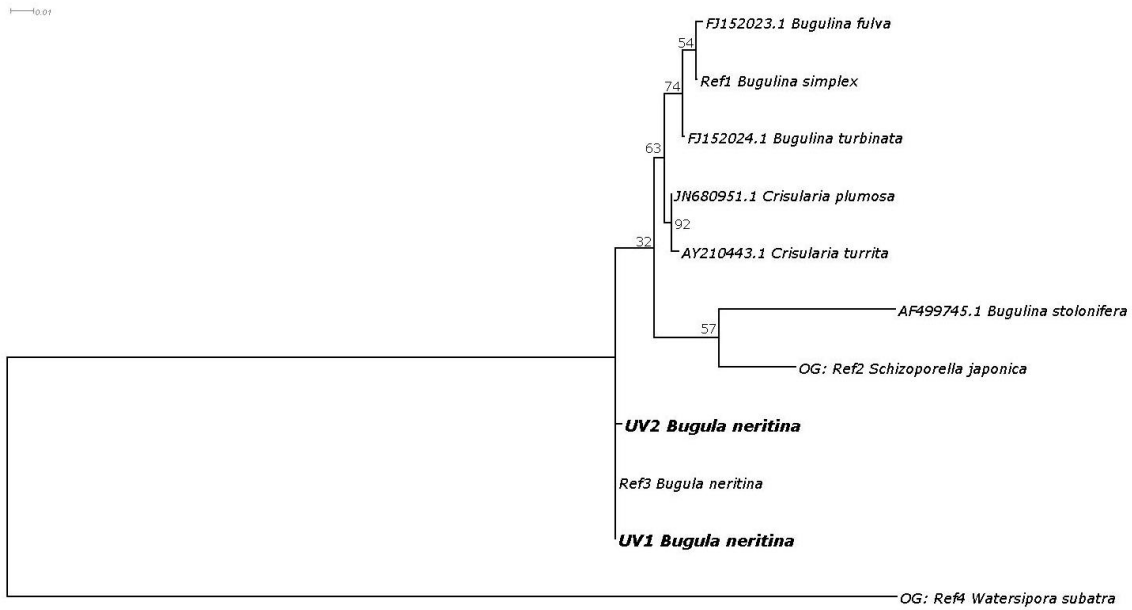 0.01
FJ152023.1 Bugulina fulva
54
Ref1 Bugulina simplex
74
FJ152024.1 Bugulina turbinata
63
JN680951.1 Crisularia plumosa
92
32
AY210443.1 Crisularia turrita
AF499745.1 Bugulina stolonifera
57
OG: Ref2 Schizoporella japonica
UV2 Bugula neritina
Ref3 Bugula neritina
UV1 Bugula neritina
OG: Ref4 Watersipora subatra